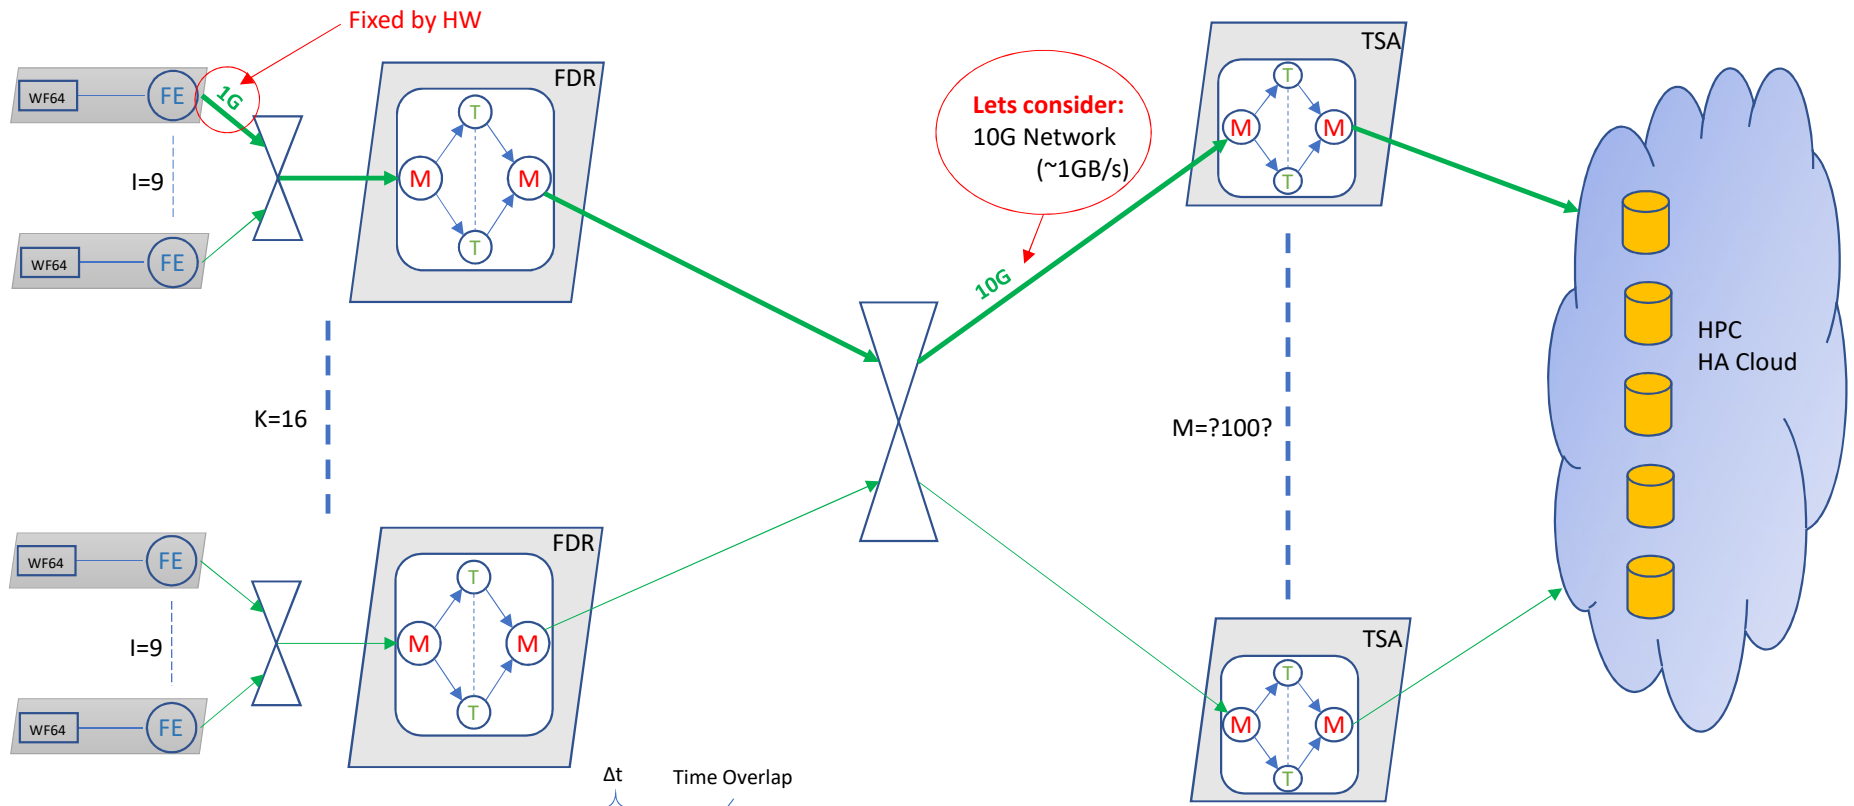 Fixed by HW
WF64
FE
1G
I=9
WF64
FE
FDR
T
M
M
T
Lets consider:
10G Network
(~1GB/s)
10G
TSA
T
M
M
T
HPC
HA Cloud
K=16
M=?100?
WF64
FE
I=9
WF64
FE
FDR
T
M
M
T
TSA
T
M
M
T
Δt
Time Overlap